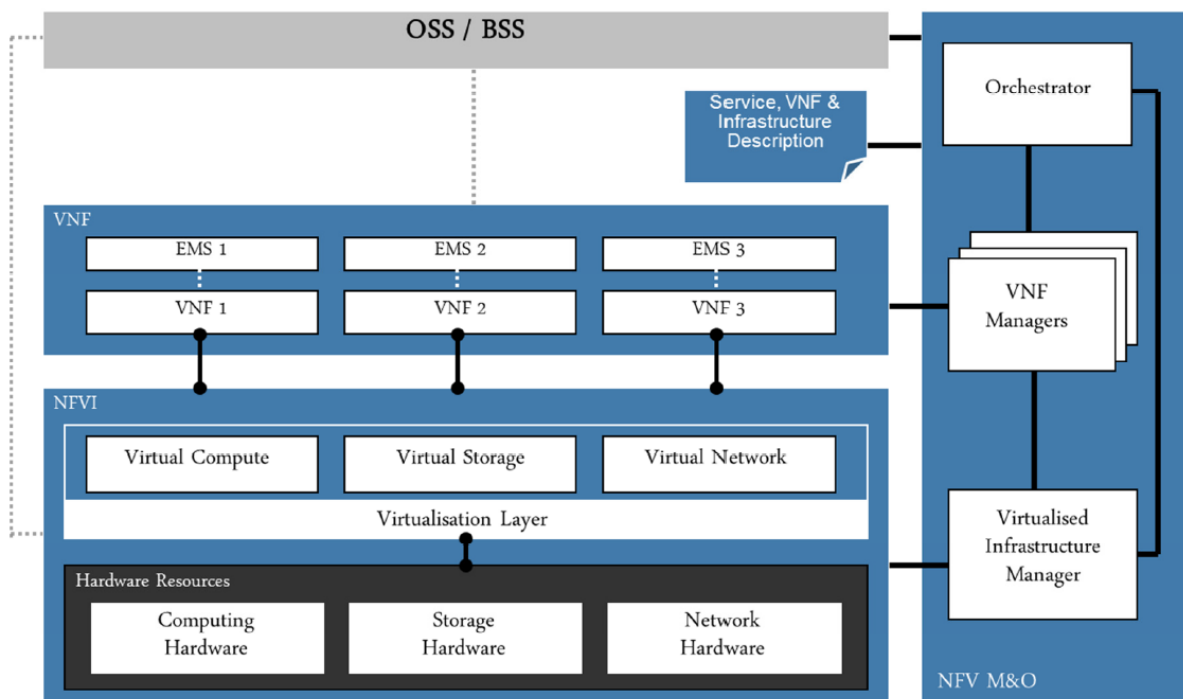 OSS / BSS
Orchestrator
Service, VNF &
Infrastructure
Description
VNF
EMS 1
EMS 2
EMS 3
VNF 1
VNF 2
VNF 3
VNF
Managers
NFVI
Virtual Compute
Virtual Storage
Virtual Network
Virtualisation Layer
Virtualised
Infrastructure
Manager
Hardware Resources
Computing
Hardware
Storage
Hardware
Network
Hardware
NFV M&O